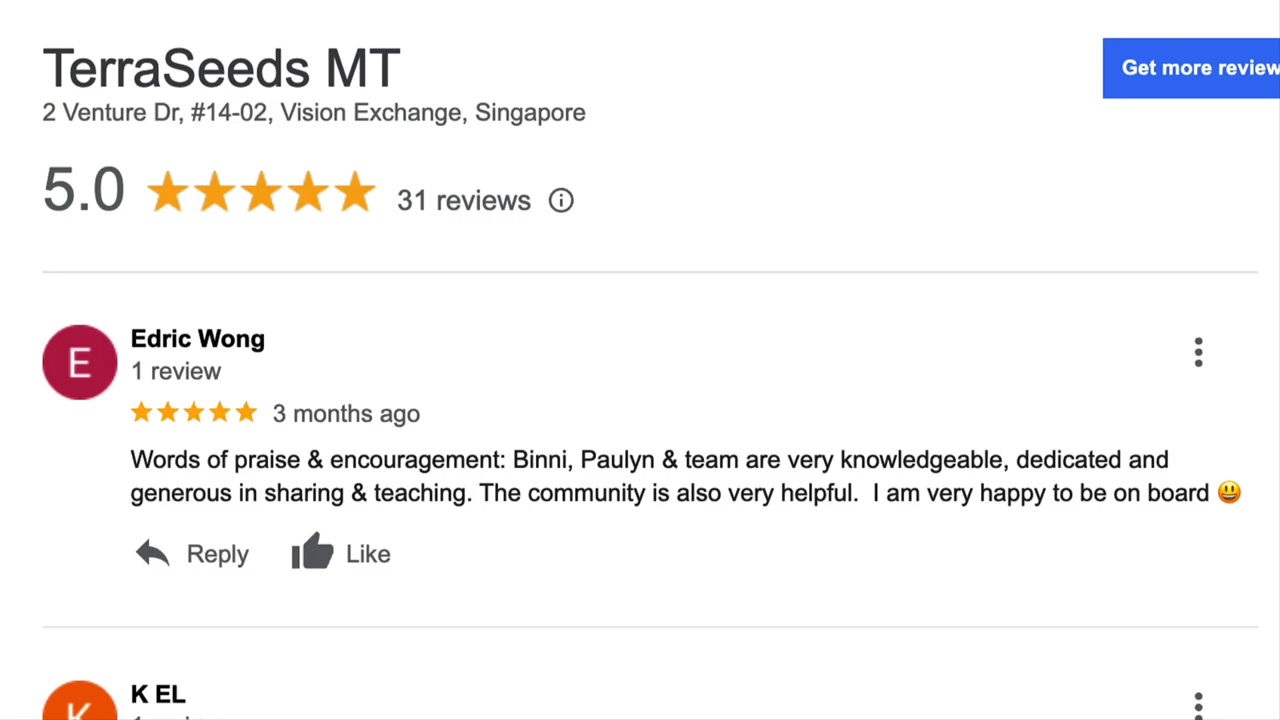 TerraSeeds MT
Get more review
2 Venture Dr, #14-02, Vision Exchange, Singapore
5.0 31 reviews
E
Edric Wong
1 review
3 months ago
Words of praise & encouragement: Binni, Paulyn & team are very knowledgeable, dedicated and
generous in sharing & teaching. The community is also very helpful. I am very happy to be on board 😃
Reply Like
K
K EL